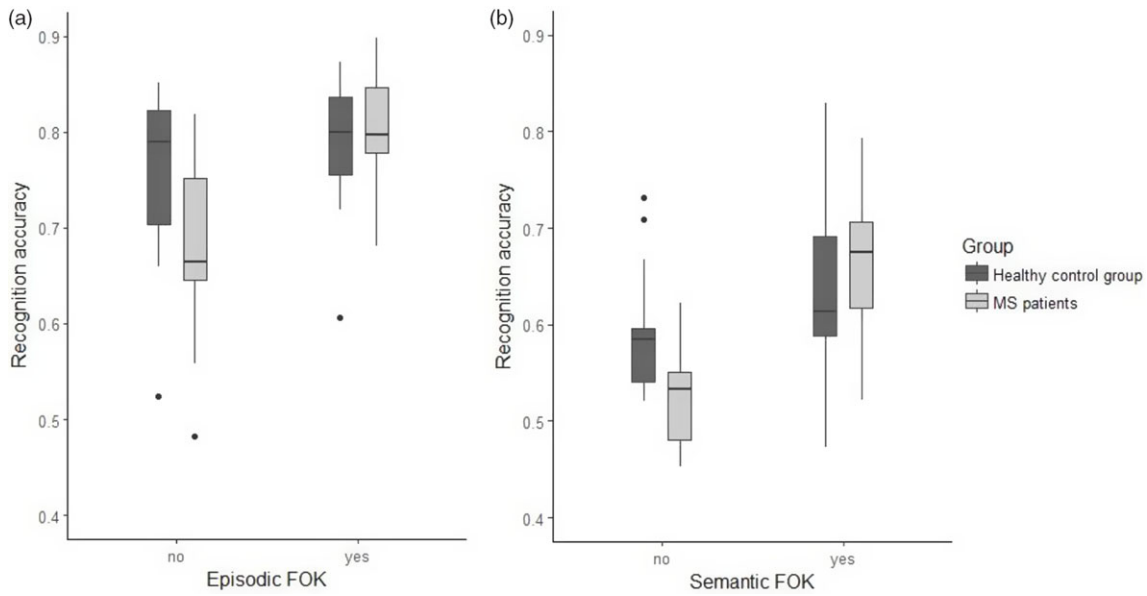 (a)
Recognition accuracy
0.9
0.8
0.7
0.6
0.5
0.4
no
yes
Episodic FOK
(b)
Recognition accuracy
0.9
0.8
0.7
0.6
0.5
0.4
no
yes
Semantic FOK
Group
Healthy control group
MS patients